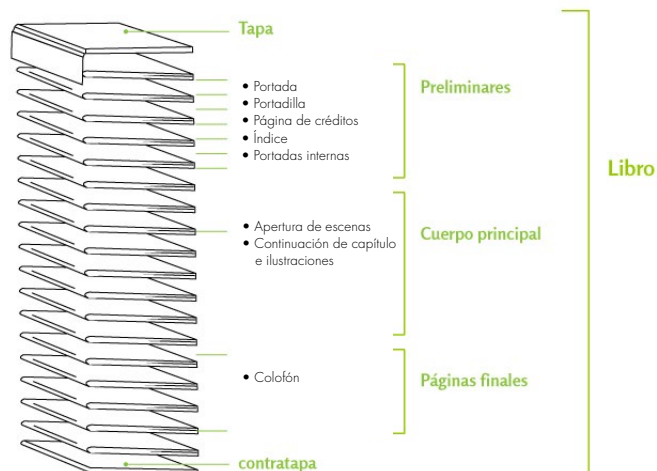 Tapa
• Portada
• Portadilla
• Página de créditos
• Índice
• Portadas internas
Preliminares
Libro
• Apertura de escenas
• Continuación de capítulo
e ilustraciones
Cuerpo principal
• Colofón
Páginas finales
contratapa